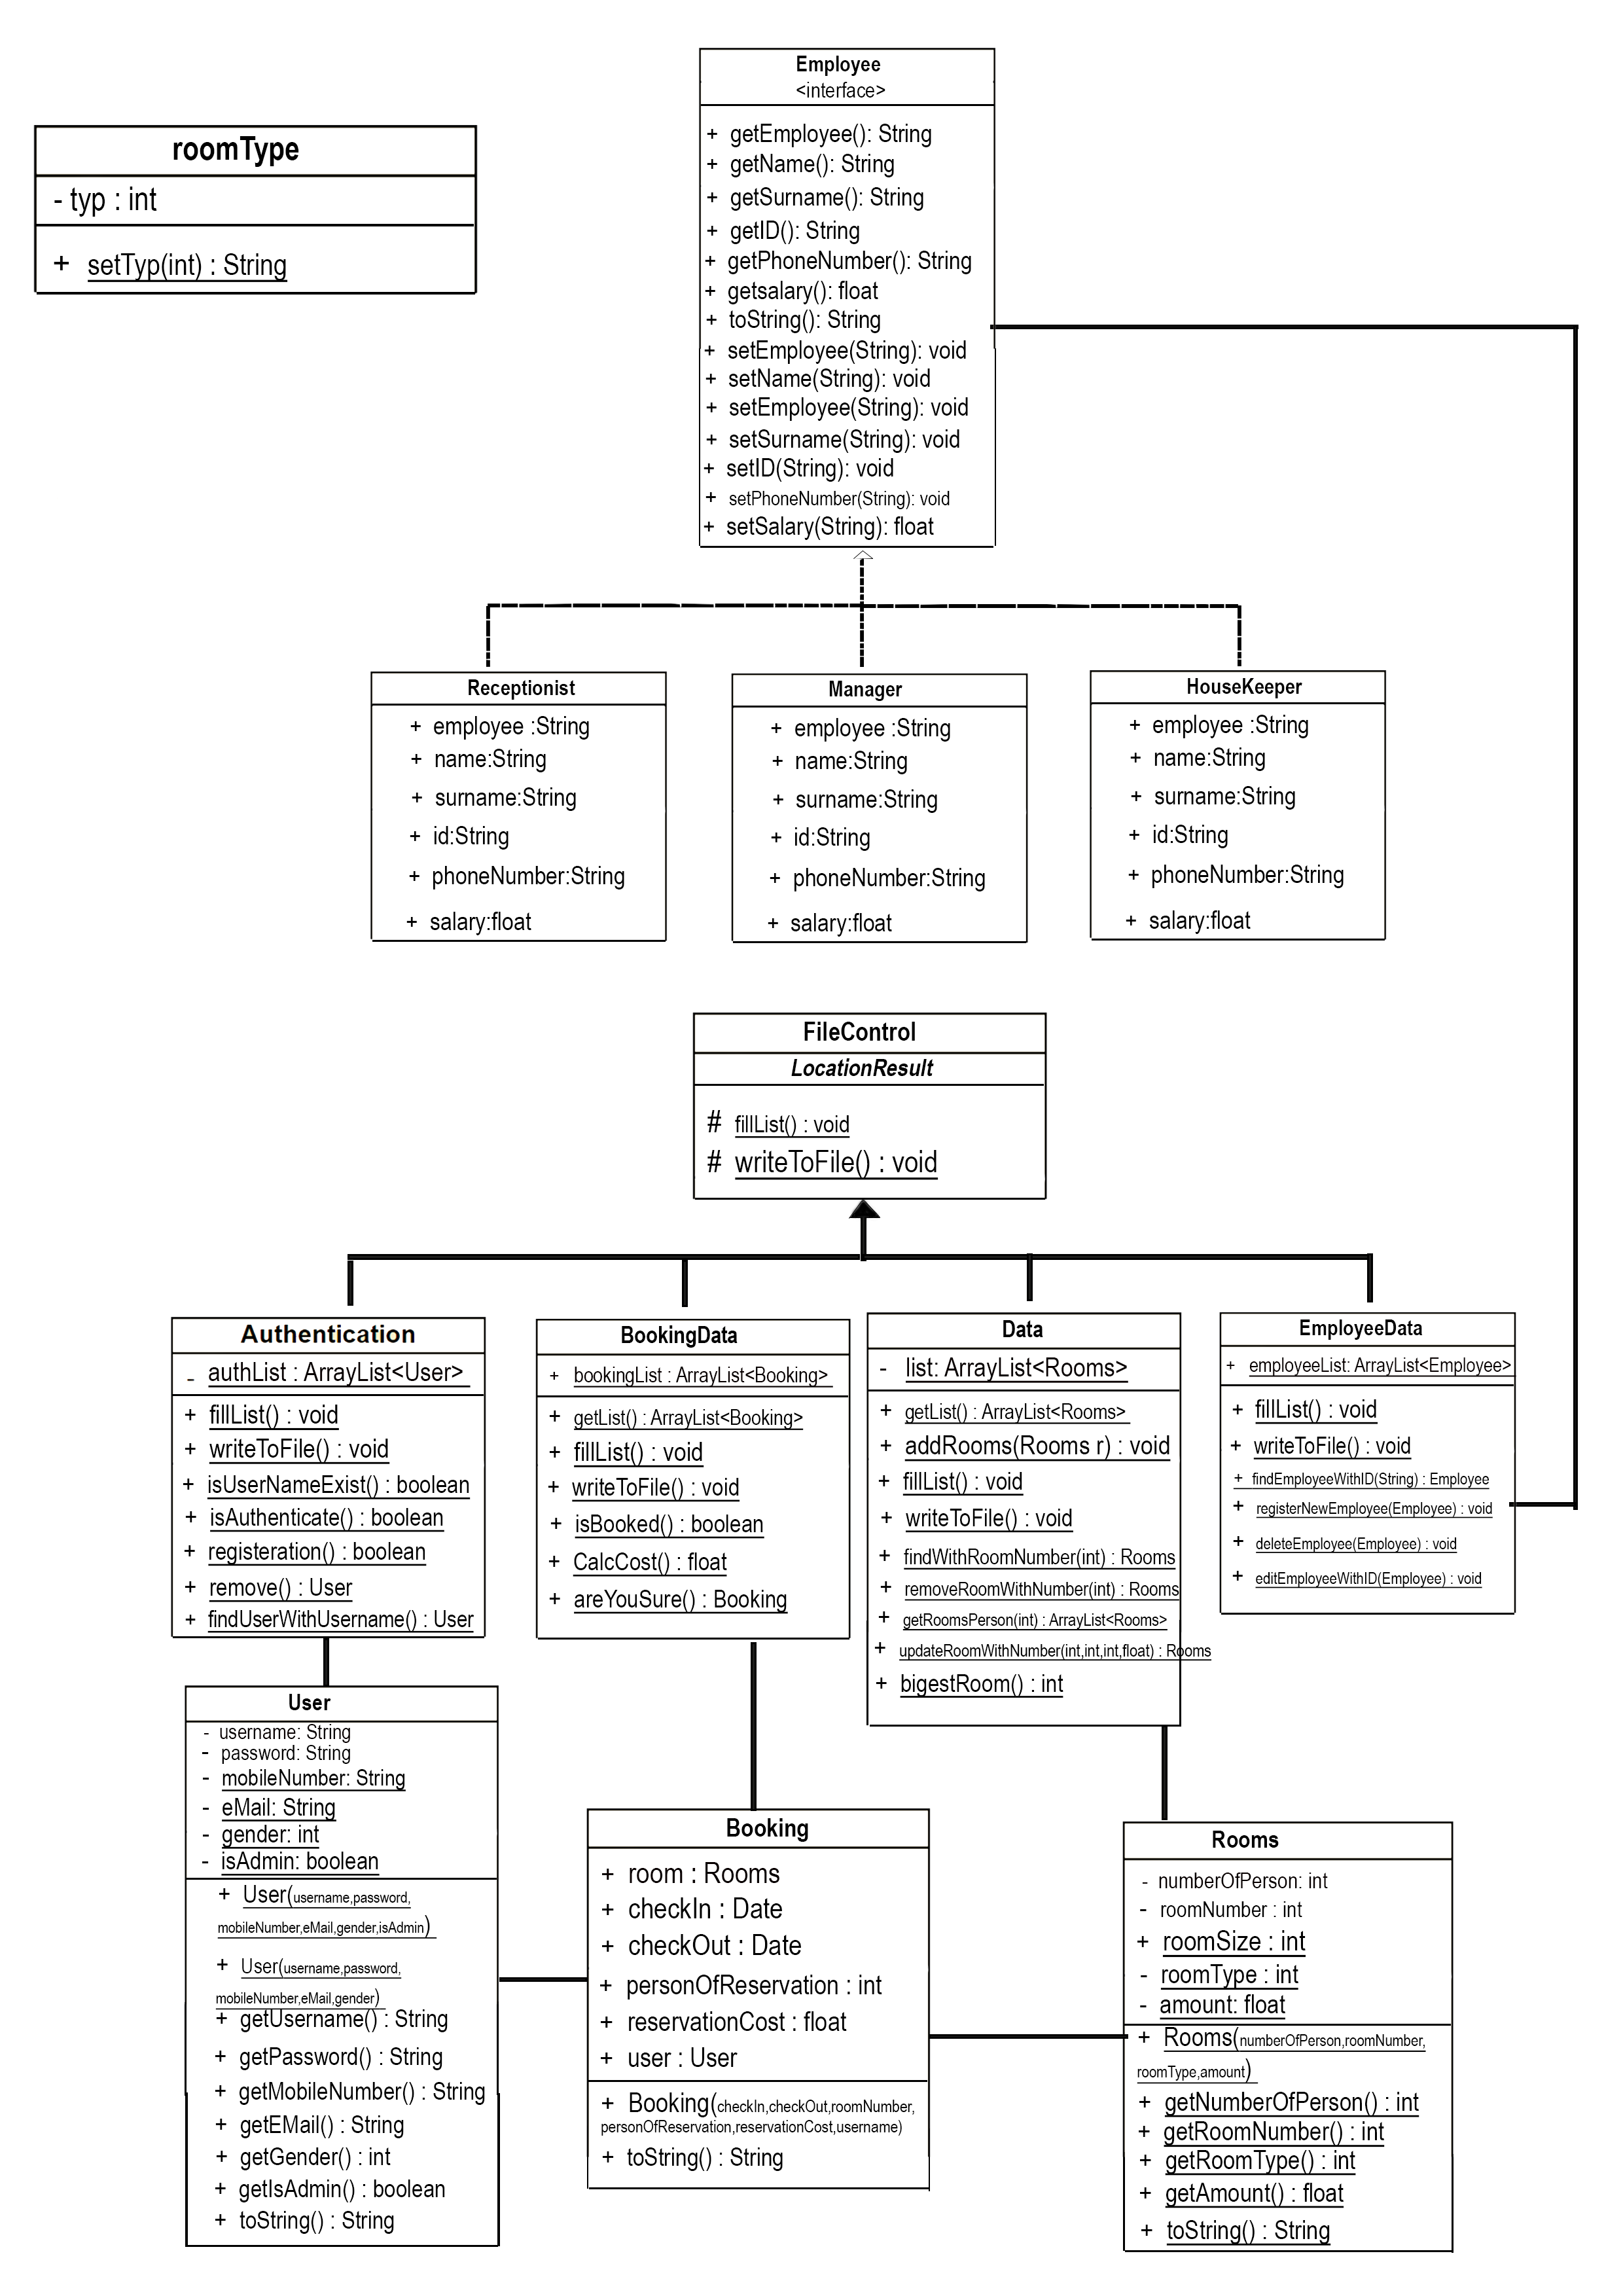 roomType
- typ : int
+ setTyp(int) : String
Employee
<interface>
+ getEmployee(): String
+ getName(): String
+ getSurname(): String
+ getID(): String
+ getPhoneNumber(): String
+ getsalary(): float
+ toString(): String
+ setEmployee(String): void
+ setName(String): void
+ setEmployee(String): void
+ setSurname(String): void
+ setID(String): void
+ setPhoneNumber(String): void
+ setSalary(String): float
Receptionist
+ employee :String
+ name:String
+ surname:String
+ id:String
+ phoneNumber:String
+ salary:float
Manager
+ employee :String
+ name:String
+ surname:String
+ id:String
+ phoneNumber:String
+ salary:float
HouseKeeper
+ employee :String
+ name:String
+ surname:String
+ id:String
+ phoneNumber:String
+ salary:float
FileControl
LocationResult
# fillList() : void
# writeToFile() : void
Authentication
- authList : ArrayList<User>
+ fillList() : void
+ writeToFile() : void
+ isUserNameExist() : boolean
+ isAuthenticate() : boolean
+ registeration() : boolean
+ remove() : User
+ findUserWithUsername() : User
BookingData
+ bookingList : ArrayList<Booking>
+ getList() : ArrayList<Booking>
+ fillList() : void
+ writeToFile() : void
+ isBooked() : boolean
+ CalcCost() : float
+ areYouSure() : Booking
Data
- list: ArrayList<Rooms>
+ getList() : ArrayList<Rooms>
+ addRooms(Rooms r) : void
+ fillList() : void
+ writeToFile() : void
+ findWithRoomNumber(int) : Rooms
+ removeRoomWithNumber(int) : Rooms
+ getRoomsPerson(int) : ArrayList<Rooms>
+ updateRoomWithNumber(int,int,int,float) : Rooms
+ bigestRoom() : int
EmployeeData
+ employeeList: ArrayList<Employee>
+ fillList() : void
+ writeToFile() : void
+ findEmployeeWithID(String) : Employee
+ registerNewEmployee(Employee) : void
+ deleteEmployee(Employee) : void
+ editEmployeeWithID(Employee) : void
User
- username: String
- password: String
- mobileNumber: String
- eMail: String
- gender: int
- isAdmin: boolean
+ User(username,password,
mobileNumber,eMail,gender,isAdmin)
+ User(username,password,
mobileNumber,eMail,gender)
+ getUsername() : String
+ getPassword() : String
+ getMobileNumber() : String
+ getEMail() : String
+ getGender() : int
+ getIsAdmin() : boolean
+ toString() : String
Booking
+ room : Rooms
+ checkIn : Date
+ checkOut : Date
+ personOfReservation : int
+ reservationCost : float
+ user : User
+ Booking(checkIn,checkOut,roomNumber,
personOfReservation,reservationCost,username)
+ toString() : String
Rooms
- numberOfPerson: int
- roomNumber : int
+ roomSize : int
- roomType : int
- amount: float
+ Rooms(numberOfPerson,roomNumber,
roomType,amount)
+ getNumberOfPerson() : int
+ getRoomNumber() : int
+ getRoomType() : int
+ getAmount() : float
+ toString() : String